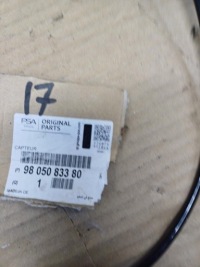 17
PSA
ORIGINAL
PARTS
CAPTEUR
98 050 833 80
1